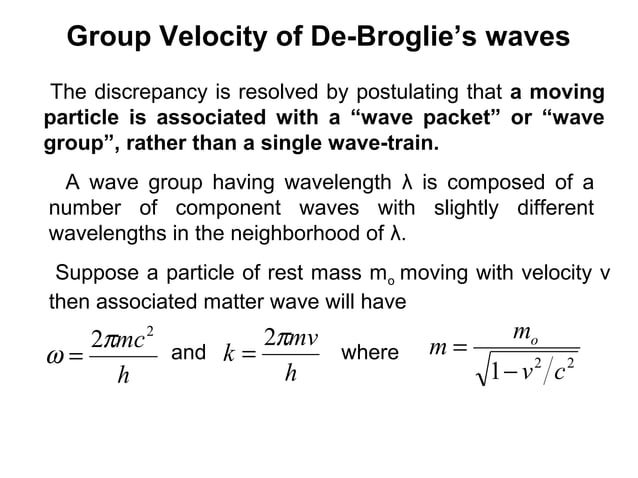 Group Velocity of De-Broglie’s waves
The discrepancy is resolved by postulating that a moving
particle is associated with a “wave packet” or “wave
group”, rather than a single wave-train.
A wave group having wavelength λ is composed of a
number of component waves with slightly different
wavelengths in the neighborhood of λ.
Suppose a particle of rest mass mₒ moving with velocity v
then associated matter wave will have
ω = 2πmc²/h and k = 2πmv/h where m = mₒ/√(1 − v²/c²)